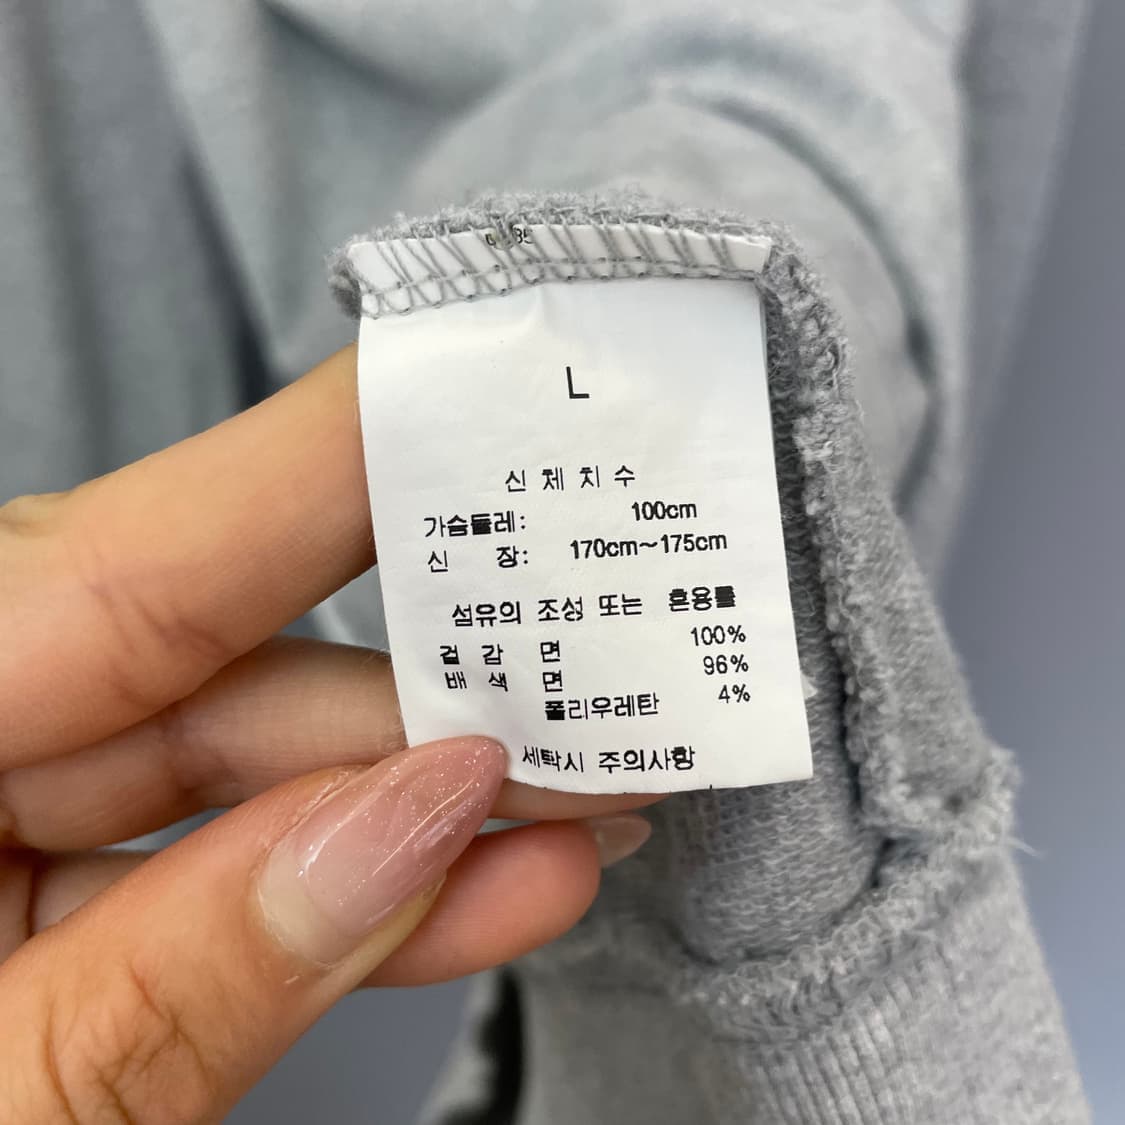 L
신 체 치 수
가슴둘레: 100cm
신 장: 170cm~175cm
섬유의 조성 또는 혼용률
겉 감 면 100%
배 색 면 96%
폴리우레탄 4%
세탁시 주의사항